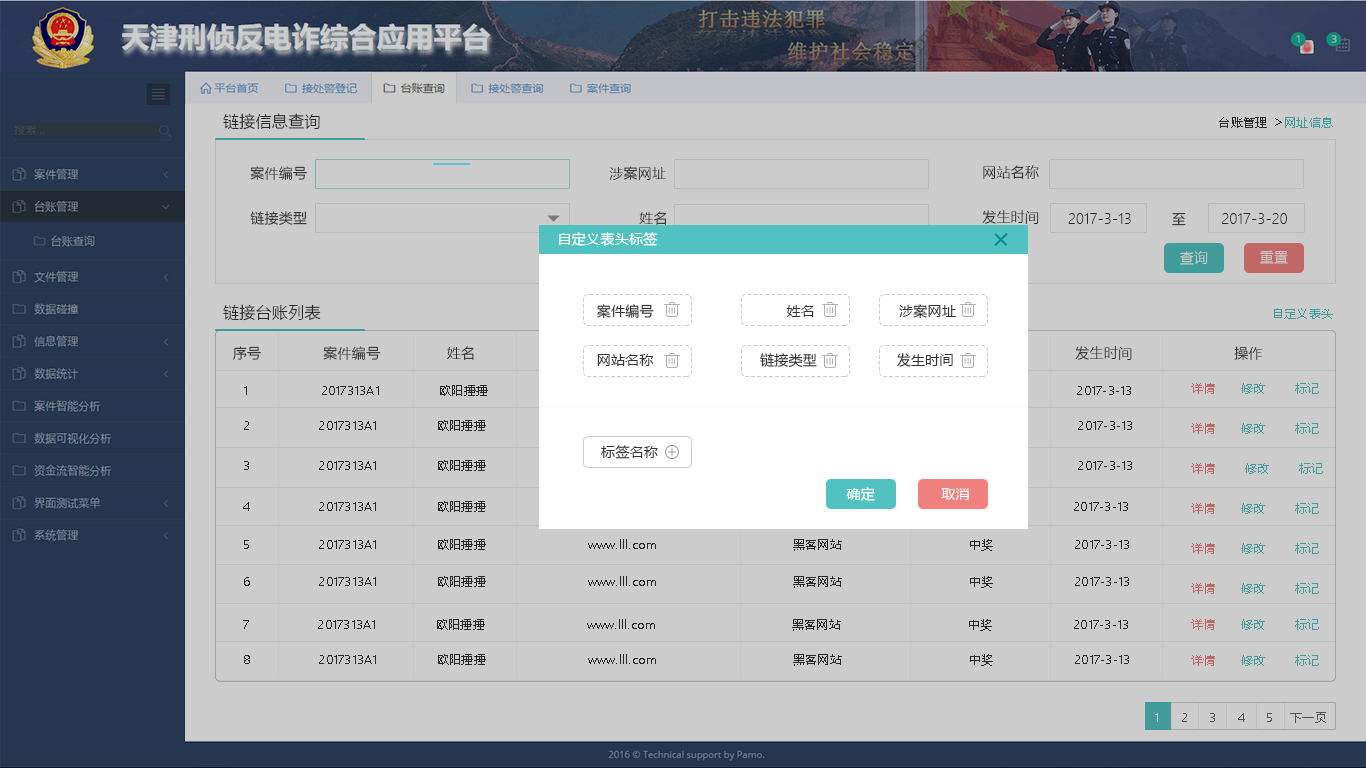 天津刑侦反电诈综合应用平台
打击违法犯罪
维护社会稳定
1
3
平台首页 接处警登记 台账查询 接处警查询 案件查询
搜索...
案件管理
台账管理
台账查询
文件管理
数据碰撞
信息管理
数据统计
案件智能分析
数据可视化分析
资金流智能分析
界面测试菜单
系统管理
链接信息查询
台账管理 >网址信息
案件编号 涉案网址 网站名称
链接类型 姓名 发生时间 2017-3-13 至 2017-3-20
查询 重置
自定义表头标签
案件编号 姓名 涉案网址
网站名称 链接类型 发生时间
标签名称
确定 取消
链接台账列表
自定义表头
序号 案件编号 姓名 发生时间 操作
1 2017313A1 欧阳捶捶 2017-3-13 详情 修改 标记
2 2017313A1 欧阳捶捶 2017-3-13 详情 修改 标记
3 2017313A1 欧阳捶捶 2017-3-13 详情 修改 标记
4 2017313A1 欧阳捶捶 2017-3-13 详情 修改 标记
5 2017313A1 欧阳捶捶 www.lll.com 黑客网站 中奖 2017-3-13 详情 修改 标记
6 2017313A1 欧阳捶捶 www.lll.com 黑客网站 中奖 2017-3-13 详情 修改 标记
7 2017313A1 欧阳捶捶 www.lll.com 黑客网站 中奖 2017-3-13 详情 修改 标记
8 2017313A1 欧阳捶捶 www.lll.com 黑客网站 中奖 2017-3-13 详情 修改 标记
1 2 3 4 5 下一页
2016 © Technical support by Pamo.